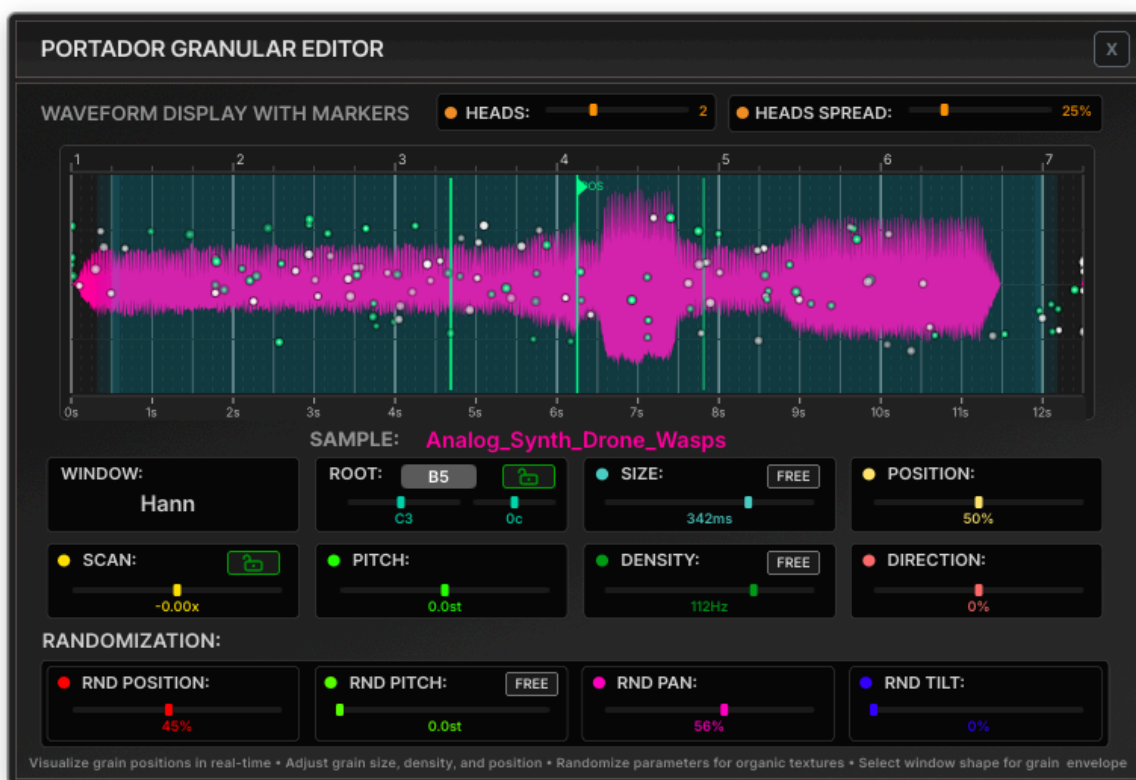 PORTADOR GRANULAR EDITOR
X
WAVEFORM DISPLAY WITH MARKERS
HEADS: 2
HEADS SPREAD: 25%
1 2 3 4 5 6 7
POS
0s 1s 2s 3s 4s 5s 6s 7s 8s 9s 10s 11s 12s
SAMPLE: Analog_Synth_Drone_Wasps
WINDOW:
Hann
ROOT: B5
C3 0c
SIZE: FREE
342ms
POSITION:
50%
SCAN:
-0.00x
PITCH:
0.0st
DENSITY: FREE
112Hz
DIRECTION:
0%
RANDOMIZATION:
RND POSITION:
45%
RND PITCH: FREE
0.0st
RND PAN:
56%
RND TILT:
0%
Visualize grain positions in real-time • Adjust grain size, density, and position • Randomize parameters for organic textures • Select window shape for grain envelope